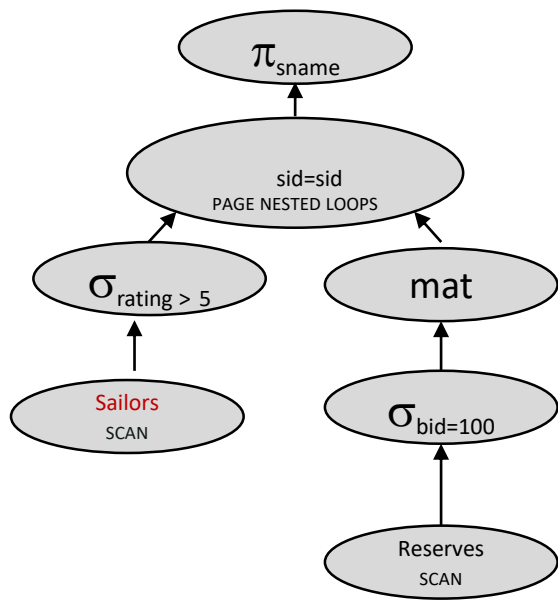 π sname
sid=sid
PAGE NESTED LOOPS
σ rating > 5
mat
Sailors
SCAN
σ bid=100
Reserves
SCAN